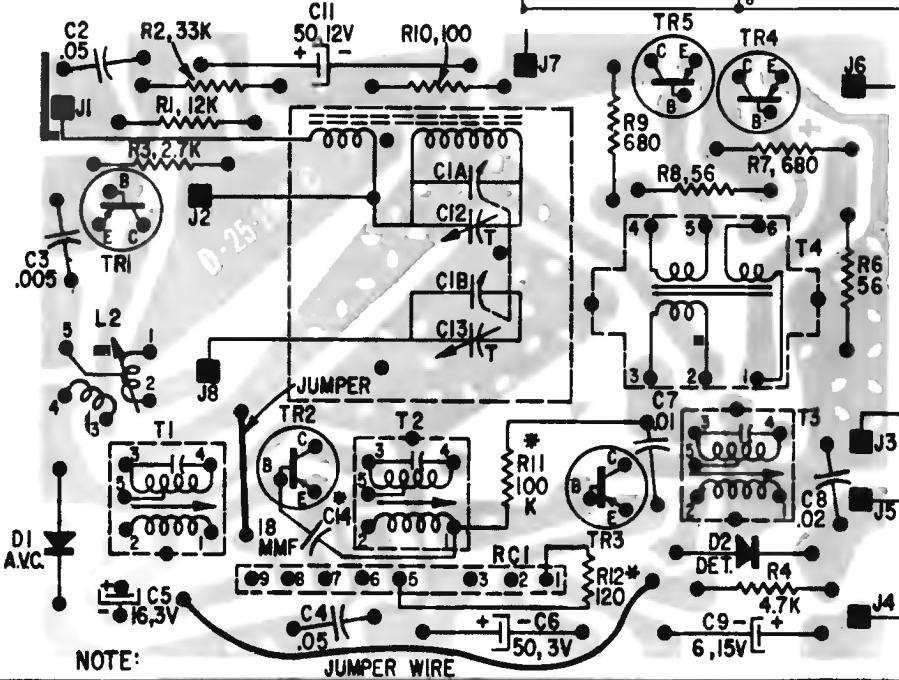 C11
C2
.05
R2, 33K
50, 12V
+ -
R10, 100
TR5
TR4
J7
J6
C E
B
C E
B
J1
R1, 12K
R9
680
R3, 2.7K
R7, 680
C1A
R8, 56
B
E C
TR1
J2
C12
T
C3
.005
D-25
4 5 6
T4
R6
56
C1B
C13
T
L2
5 1
2
4
3
J8
JUMPER
3 2 1
TR2
T2
C7
.01
T1
T3
3 4
5
2 1
C
B
E
3 4
5
2
*
R11
100
K
C
B
E
TR3
3 4
5
2
J3
J5
C8
.02
18
MMF
C14
*
D1
A.V.C.
RC1
9 8 7 6 5 3 2 1
R12*
120
D2
DET.
R4
4.7K
+
-
C5
16,3V
C4
.05
+ -C6
50, 3V
C9- +
6, 15V
J4
NOTE:
JUMPER WIRE